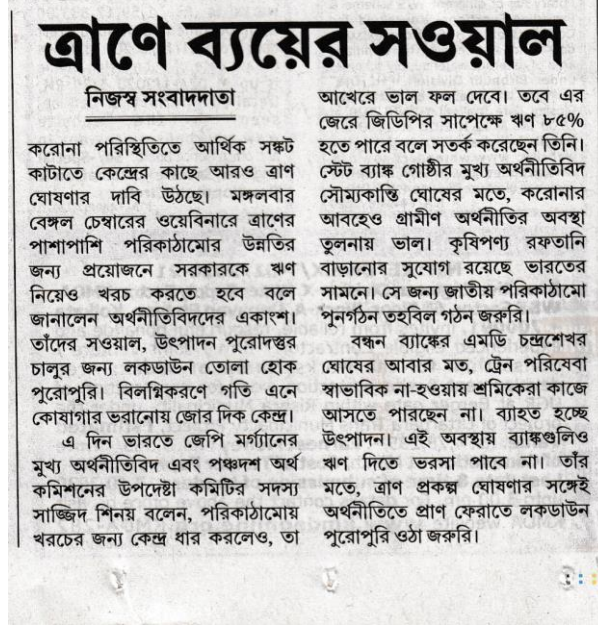 ত্রাণে ব্যয়ের সওয়াল
নিজস্ব সংবাদদাতা
করোনা পরিস্থিতিতে আর্থিক সঙ্কট
কাটাতে কেন্দ্রের কাছে আরও ত্রাণ
ঘোষণার দাবি উঠছে। মঙ্গলবার
বেঙ্গল চেম্বারের ওয়েবিনারে ত্রাণের
পাশাপাশি পরিকাঠামোর উন্নতির
জন্য প্রয়োজনে সরকারকে ঋণ
নিয়েও খরচ করতে হবে বলে
জানালেন অর্থনীতিবিদদের একাংশ।
তাঁদের সওয়াল, উৎপাদন পুরোদস্তুর
চালুর জন্য লকডাউন তোলা হোক
পুরোপুরি। বিলগ্নিকরণে গতি এনে
কোষাগার ভরানোয় জোর দিক কেন্দ্র।
এ দিন ভারতে জেপি মর্গ্যানের
মুখ্য অর্থনীতিবিদ এবং পঞ্চদশ অর্থ
কমিশনের উপদেষ্টা কমিটির সদস্য
সাজ্জিদ শিনয় বলেন, পরিকাঠামোয়
খরচের জন্য কেন্দ্র ধার করলেও, তা
আখেরে ভাল ফল দেবে। তবে এর
জেরে জিডিপির সাপেক্ষে ঋণ ৮৫%
হতে পারে বলে সতর্ক করেছেন তিনি।
স্টেট ব্যাঙ্ক গোষ্ঠীর মুখ্য অর্থনীতিবিদ
সৌম্যকান্তি ঘোষের মতে, করোনার
আবহেও গ্রামীণ অর্থনীতির অবস্থা
তুলনায় ভাল। কৃষিপণ্য রফতানি
বাড়ানোর সুযোগ রয়েছে ভারতের
সামনে। সে জন্য জাতীয় পরিকাঠামো
পুনর্গঠন তহবিল গঠন জরুরি।
বন্ধন ব্যাঙ্কের এমডি চন্দ্রশেখর
ঘোষের আবার মত, ট্রেন পরিষেবা
স্বাভাবিক না-হওয়ায় শ্রমিকেরা কাজে
আসতে পারছেন না। ব্যাহত হচ্ছে
উৎপাদন। এই অবস্থায় ব্যাঙ্কগুলিও
ঋণ দিতে ভরসা পাবে না। তাঁর
মতে, ত্রাণ প্রকল্প ঘোষণার সঙ্গেই
অর্থনীতিতে প্রাণ ফেরাতে লকডাউন
পুরোপুরি ওঠা জরুরি।